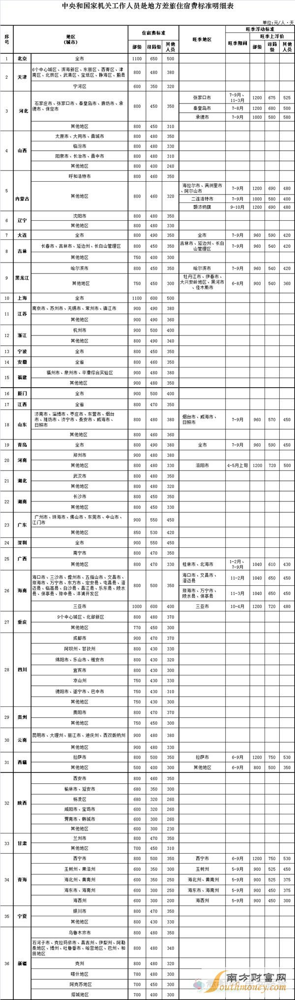 中央和国家机关工作人员赴地方差旅住宿费标准明细表
单位:元/人·天
序号 地区（城市） 住宿费标准 旺季地区 旺季浮动标准
旺季期间 旺季上浮价
部级 司局级 其他人员 部级 司局级 其他人员
1 北京 全市 1100 650 500
2 天津 6个中心城区、滨海新区、东丽区、西青区、津
南区、北辰区、武清区、宝坻区、静海区、蓟县 800 480 380
宁河区 600 350 320
3 河北 石家庄市、张家口市、秦皇岛市、廊坊市、承
德市、保定市 800 450 350 张家口市 7-9月、11-3月 1200 675 525
秦皇岛市 7-8月 1200 680 500
承德市 7-9月 1000 580 580
其他地区 800 450 310
4 山西 太原市、大同市、晋城市 800 480 350
临汾市 800 480 330
阳泉市、长治市、晋中市 800 480 310
其他地区 800 400 240
5 内蒙古 呼和浩特市 800 460 350
其他地区 800 460 320 海拉尔市、满洲里市
、阿尔山市 7-9月 1200 690 480
二连浩特市 7-9月 1000 580 400
额济纳旗 9-10月 1200 690 480
6 辽宁 沈阳市 800 480 350
其他地区 800 480 330
7 大连 全市 800 490 350 全市 7-9月 960 590 420
8 吉林 长春市、吉林市、延边州、长白山管理区 800 450 350 吉林市、延边州、长白
山管理区 7-9月 960 540 420
其他地区 750 400 300
9 黑龙江 哈尔滨市 800 450 350 哈尔滨市 7-9月 960 540 420
其他地区 750 450 300 牡丹江市、伊春市、
大兴安岭地区、黑河市
、佳木斯市 6-8月 900 540 360
10 上海 全市 1100 600 500
11 江苏 南京市、苏州市、无锡市、常州市、镇江市 900 490 380
其他地区 900 490 360
12 浙江 杭州市 900 500 400
其他地区 800 490 340
13 宁波 全市 800 450 350
14 安徽 全省 800 460 350
15 福建 福州市、泉州市、平潭综合实验区 900 480 380
其他地区 900 480 350
16 厦门 全市 900 500 400
17 江西 全省 800 470 350
18 山东 济南市、淄博市、枣庄市、东营市、烟台
市、潍坊市、济宁市、泰安市、威海市、
日照市 800 480 380 烟台市、威海市、
日照市 7-9月 960 570 450
其他地区 800 460 360
19 青岛 全市 800 490 380 全市 7-9月 960 590 450
20 河南 郑州市 900 480 380
其他地区 800 480 330 洛阳市 4-5月上旬 1200 720 500
21 湖北 武汉市 800 480 350
其他地区 800 480 320
22 湖南 长沙市 800 450 350
其他地区 800 450 330
23 广东 广州市、珠海市、佛山市、东莞市、中山市、
江门市 900 550 450
其他地区 850 530 420
24 深圳 全市 900 550 450
25 广西 南宁市 800 470 350
其他地区 800 470 330 桂林市、北海市 1-2月、7-9月 1040 610 430
26 海南 海口市、三沙市、儋州市、五指山市、文昌市、
琼海市、万宁市、东方市、定安县、屯昌县、澄
迈县、临高县、白沙县、昌江县、乐东县、陵水
县、保亭县、琼中县、洋浦开发区 800 500 350 海口市、文昌市、
澄迈县 11-2月 1040 650 450
琼海市、万宁市、
陵水县、保亭县 11-3月 1040 650 450
三亚市 1000 600 400 三亚市 10-4月 1200 720 480
27 重庆 9个中心城区、北部新区 800 480 370
其他地区 770 450 300
28 四川 成都市 900 470 370
阿坝州、甘孜州 800 430 330
绵阳市、乐山市、雅安市 800 430 320
宜宾市 800 430 300
凉山州 750 430 330
德阳市、遂宁市、巴中市 750 430 310
其他地区 750 430 300
29 贵州 贵阳市 800 470 370
其他地区 750 450 300
30 云南 昆明市、大理州、丽江市、迪庆州、西双版纳州 900 480 380
其他地区 900 480 330
31 西藏 拉萨市 800 500 350 拉萨市 6-9月 1200 750 530
其他地区 500 400 300 其他地区 6-9月 800 500 350
32 陕西 西安市 800 460 350
榆林市、延安市 680 350 300
杨凌区 680 320 260
咸阳市、宝鸡市 600 320 260
渭南市、韩城市 600 300 260
其他地区 600 300 230
33 甘肃 兰州市 800 470 350
其他地区 700 450 310
34 青海 西宁市 800 500 350 西宁市 6-9月 1200 750 530
玉树州、果洛州 600 350 300 玉树州 5-9月 900 525 450
海北州、黄南州 600 350 250 海北州、黄南州 5-9月 900 525 375
海东市、海南州 600 300 250 海东市、海南州 5-9月 900 450 375
海西州 600 300 200 海西州 5-9月 900 450 300
35 宁夏 银川市 800 470 350
其他地区 800 430 330
36 新疆 乌鲁木齐市 800 480 350
石河子市、克拉玛依市、昌吉州、伊犁州、阿勒
泰地区、博州、吐鲁番市、哈密地区、巴州、和
田地区 800 480 340
克州 800 480 320
喀什地区 780 480 300
阿克苏地区 700 450 300
塔城地区 700 400 300
南方财富网
Southmoney.com